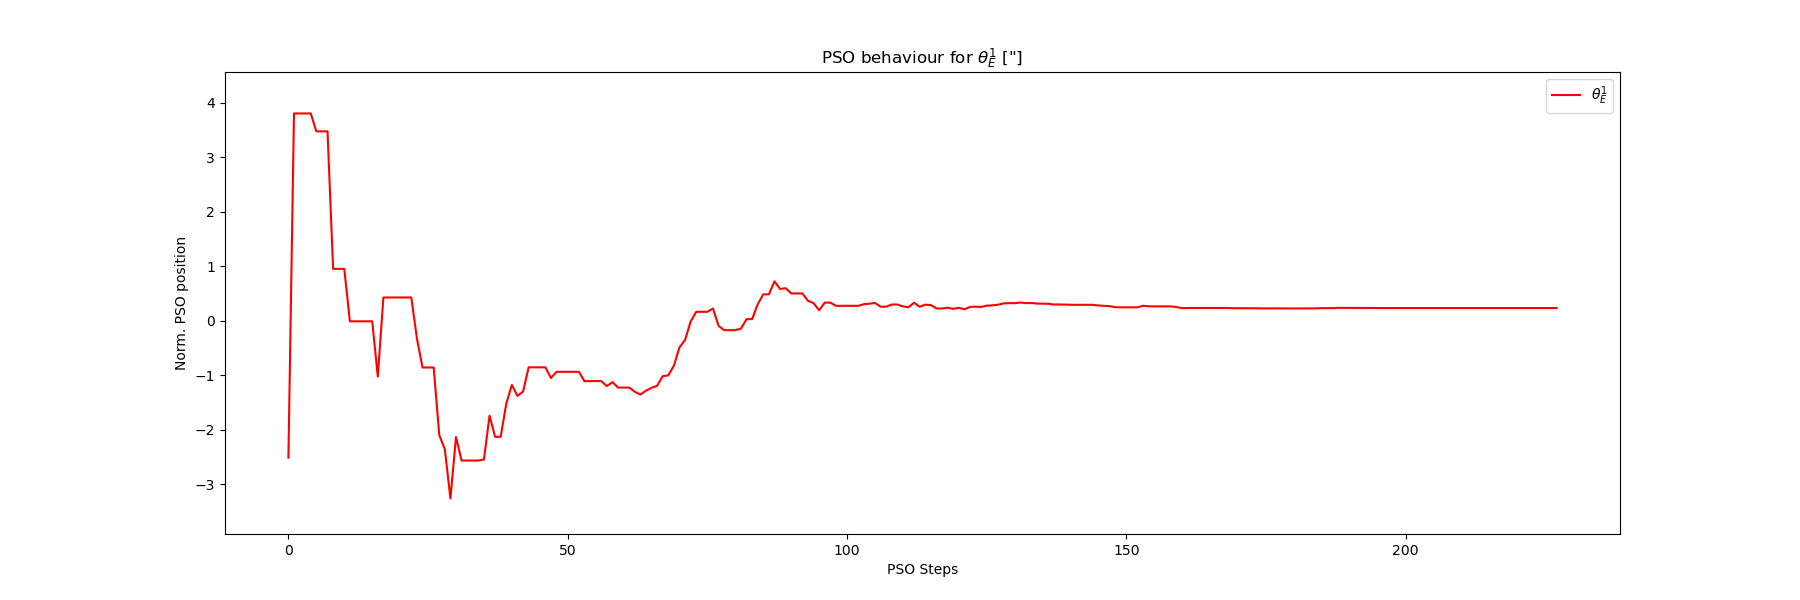 PSO behaviour for θ_E^1 ["]
θ_E^1
Norm. PSO position
4
3
2
1
0
−1
−2
−3
0 50 100 150 200
PSO Steps